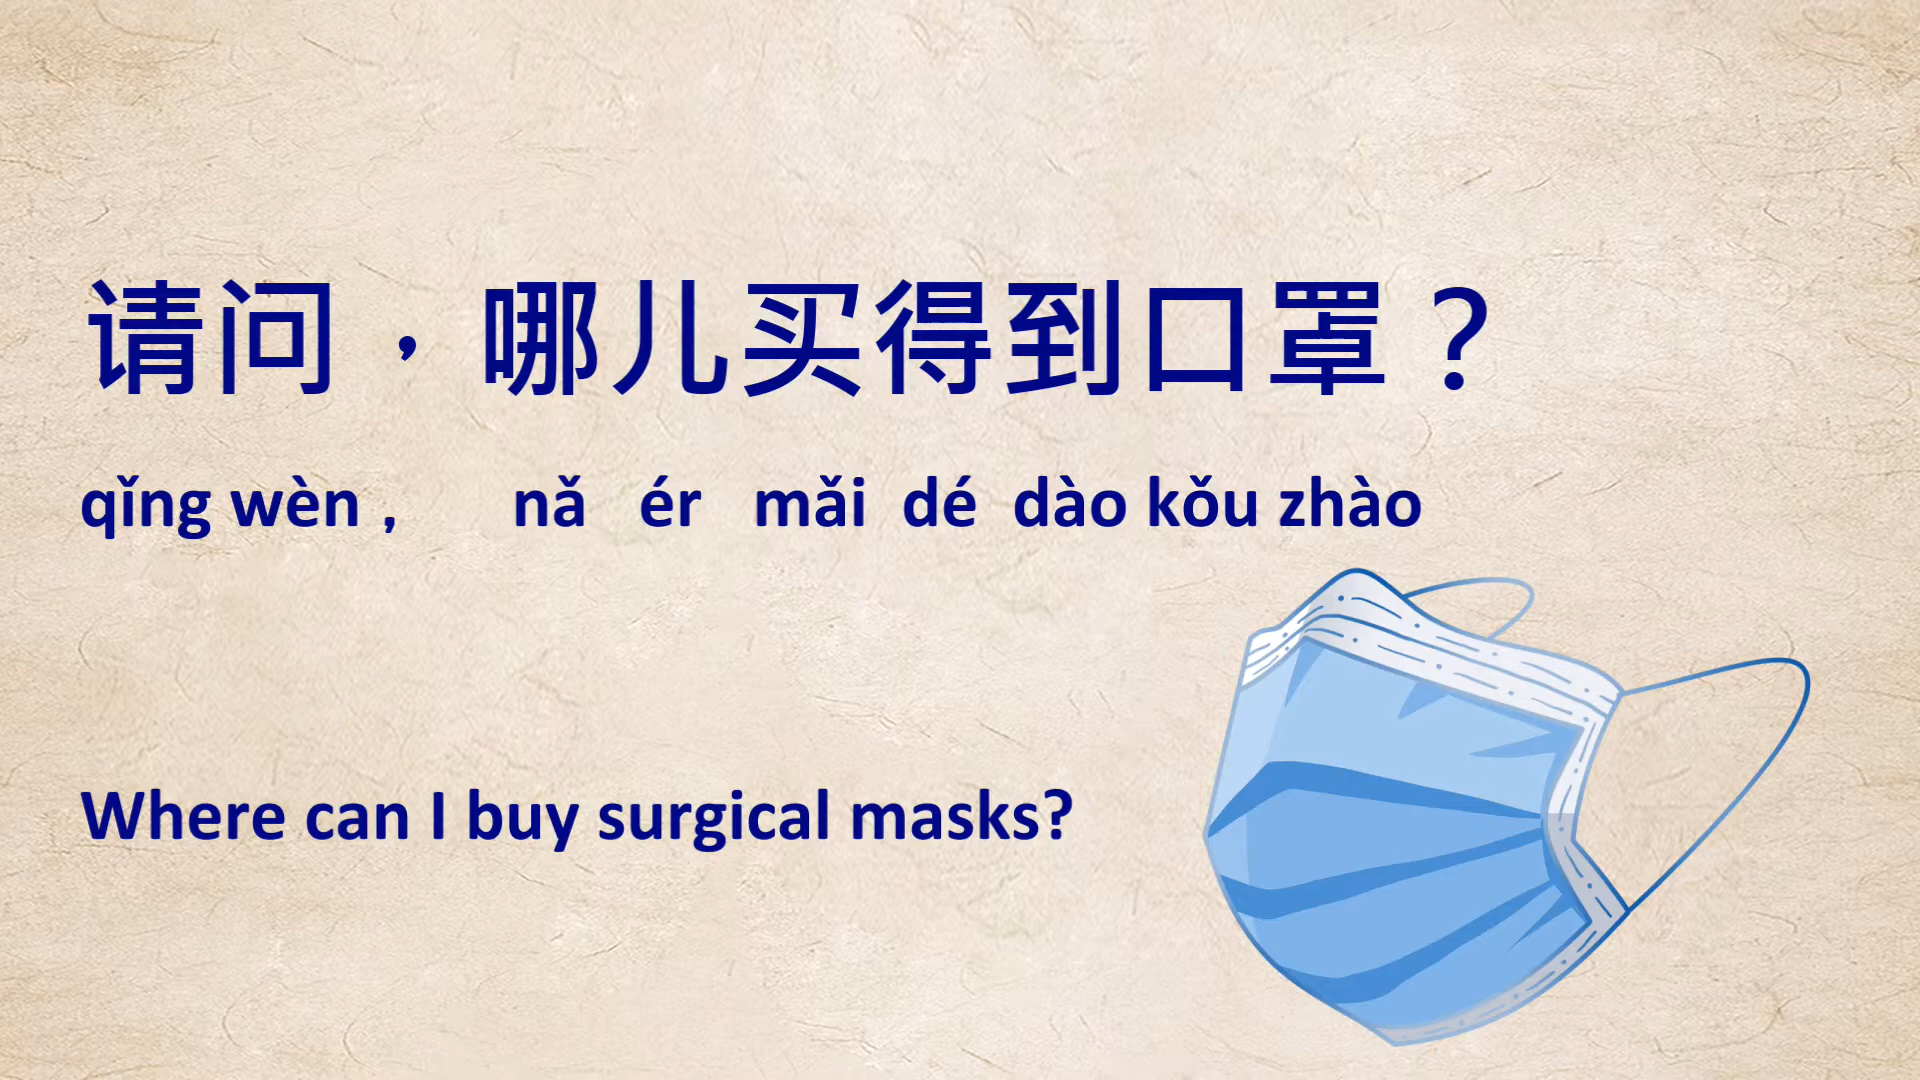 请问，哪儿买得到口罩？
qǐng wèn , nǎ ér mǎi dé dào kǒu zhào
Where can I buy surgical masks?